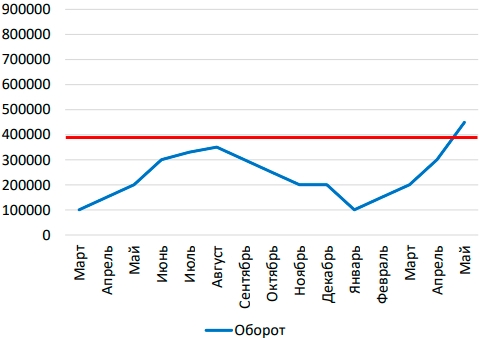 900000
800000
700000
600000
500000
400000
300000
200000
100000
0
Март
Апрель
Май
Июнь
Июль
Август
Сентябрь
Октябрь
Ноябрь
Декабрь
Январь
Февраль
Март
Апрель
Май
Оборот